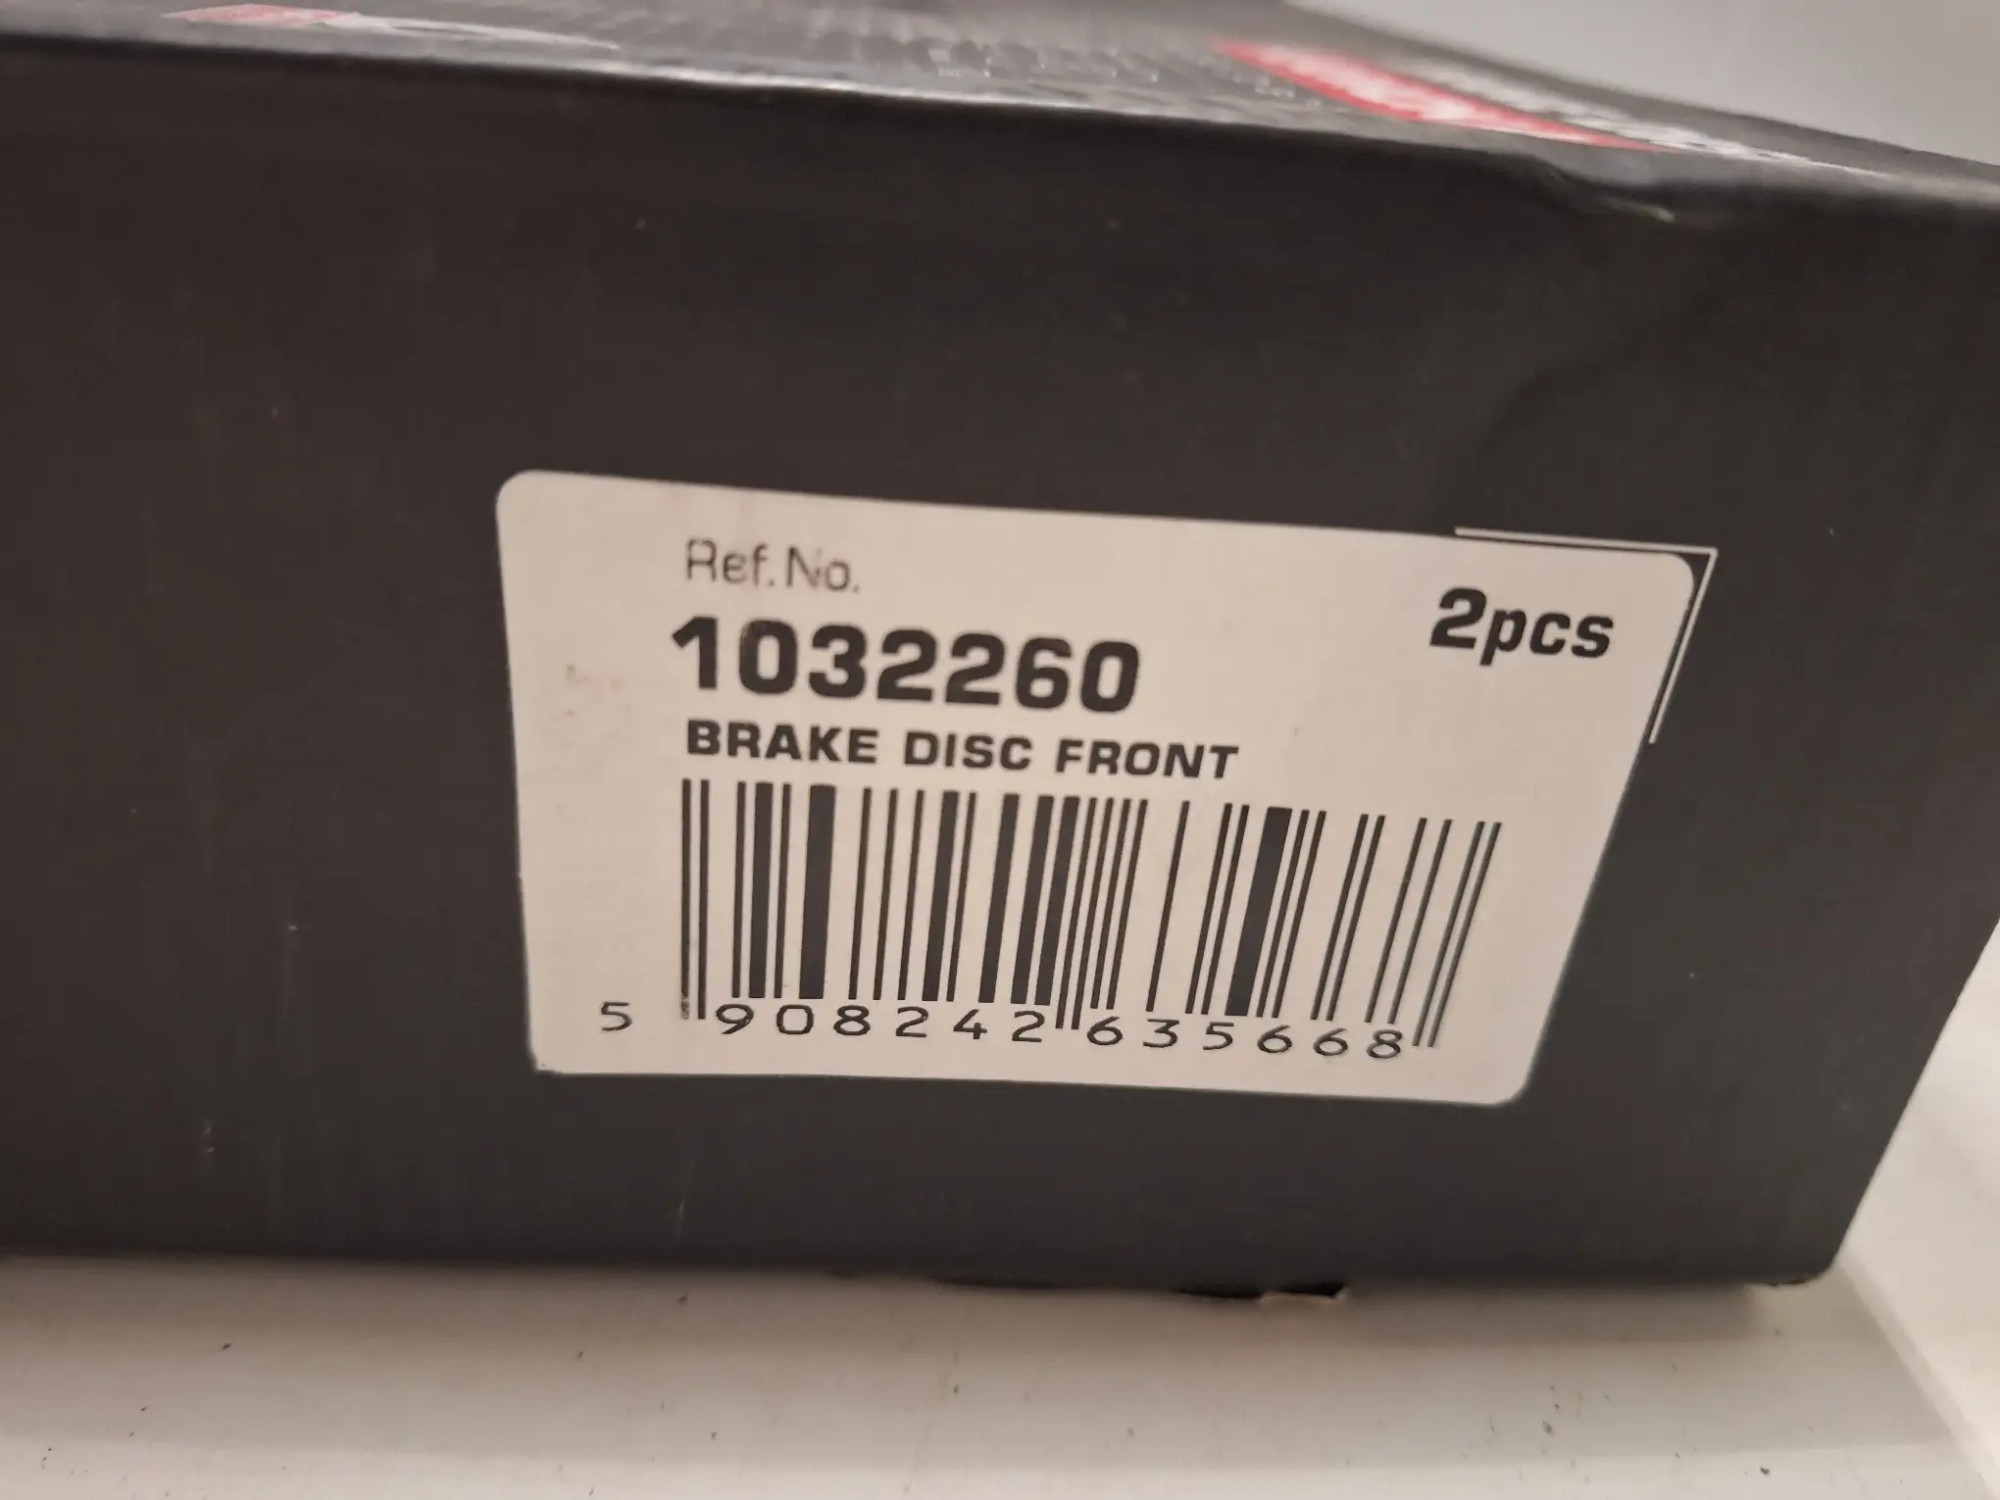 Ref. No.
1032260
2pcs
BRAKE DISC FRONT
5 908242 635668